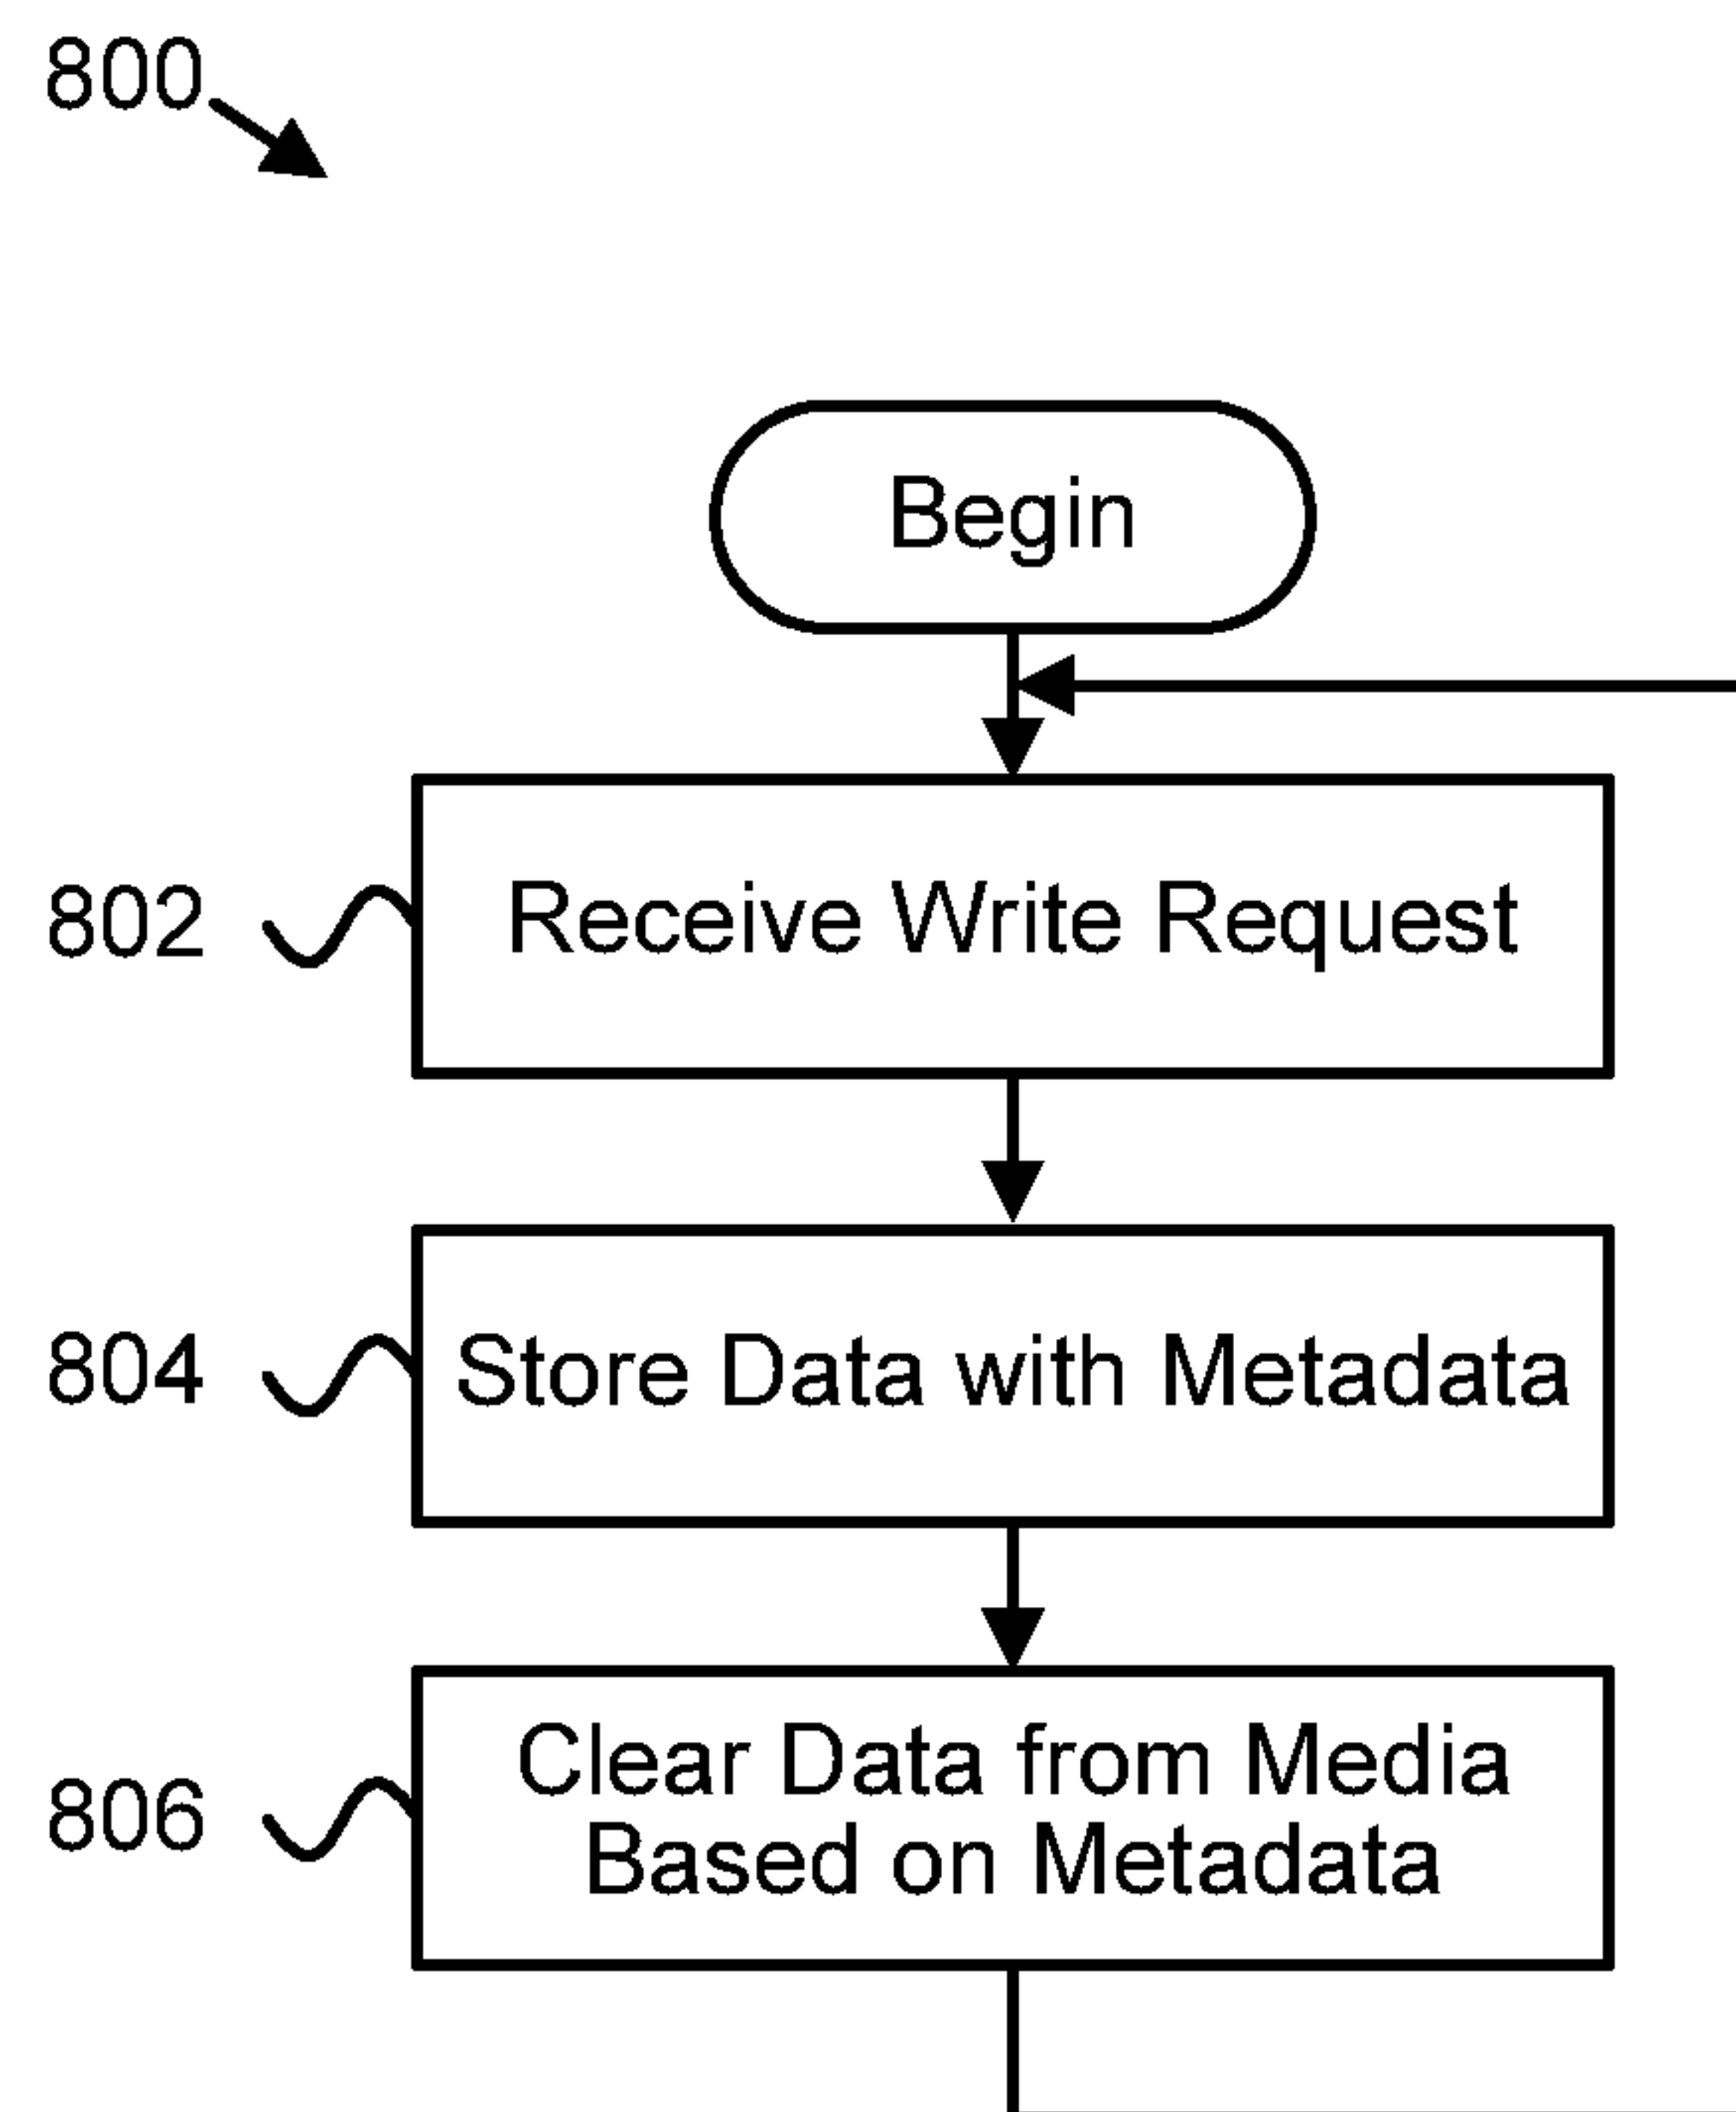 800
Begin
802
Receive Write Request
804
Store Data with Metadata
806
Clear Data from Media
Based on Metadata